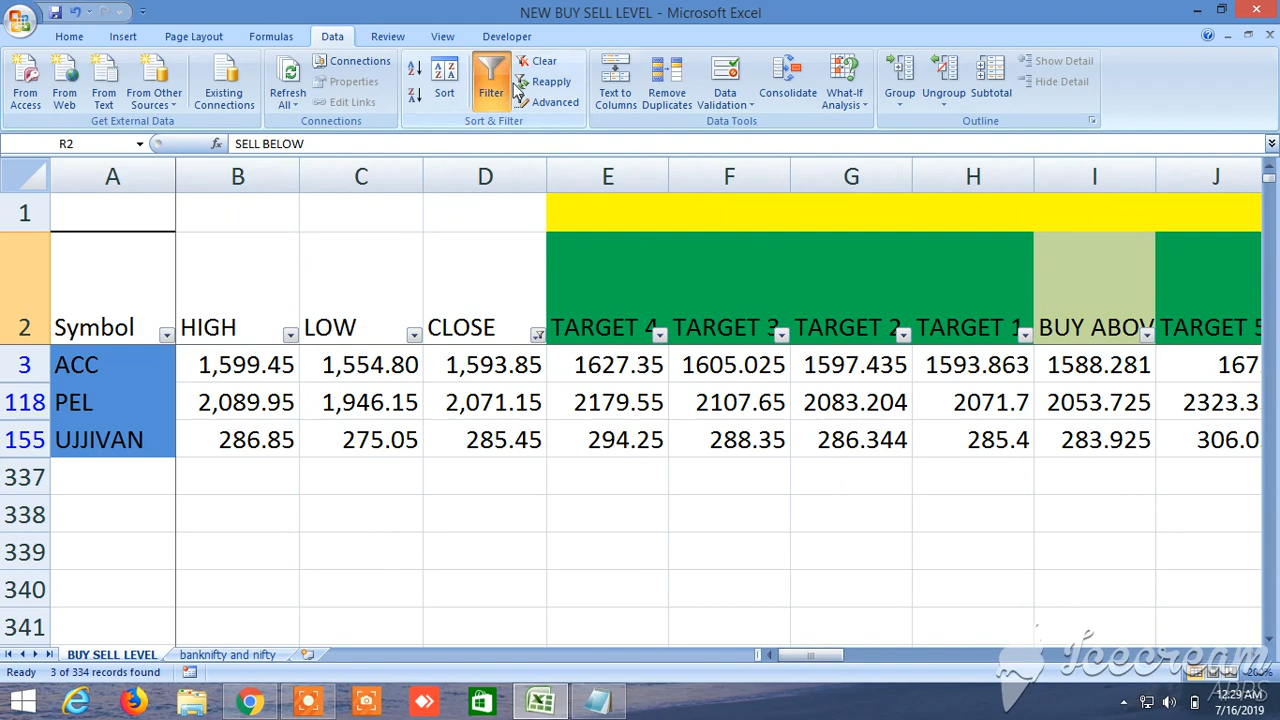 NEW BUY SELL LEVEL - Microsoft Excel
Home Insert Page Layout Formulas Data Review View Developer
From Access From Web From Text From Other Sources Existing Connections Refresh All Connections Properties Edit Links Sort Filter Clear Reapply Advanced Text to Columns Remove Duplicates Data Validation Consolidate What-If Analysis Group Ungroup Subtotal Show Detail Hide Detail
Get External Data Connections Sort & Filter Data Tools Outline
R2 fx SELL BELOW
A B C D E F G H I J
1
2 Symbol HIGH LOW CLOSE TARGET 4 TARGET 3 TARGET 2 TARGET 1 BUY ABOV TARGET 5
3 ACC 1,599.45 1,554.80 1,593.85 1627.35 1605.025 1597.435 1593.863 1588.281 167
118 PEL 2,089.95 1,946.15 2,071.15 2179.55 2107.65 2083.204 2071.7 2053.725 2323.3
155 UJJIVAN 286.85 275.05 285.45 294.25 288.35 286.344 285.4 283.925 306.0
337
338
339
340
341
BUY SELL LEVEL banknifty and nifty
Ready 3 of 334 records found 200%
Icecream
APPS
12:29 AM
7/16/2019